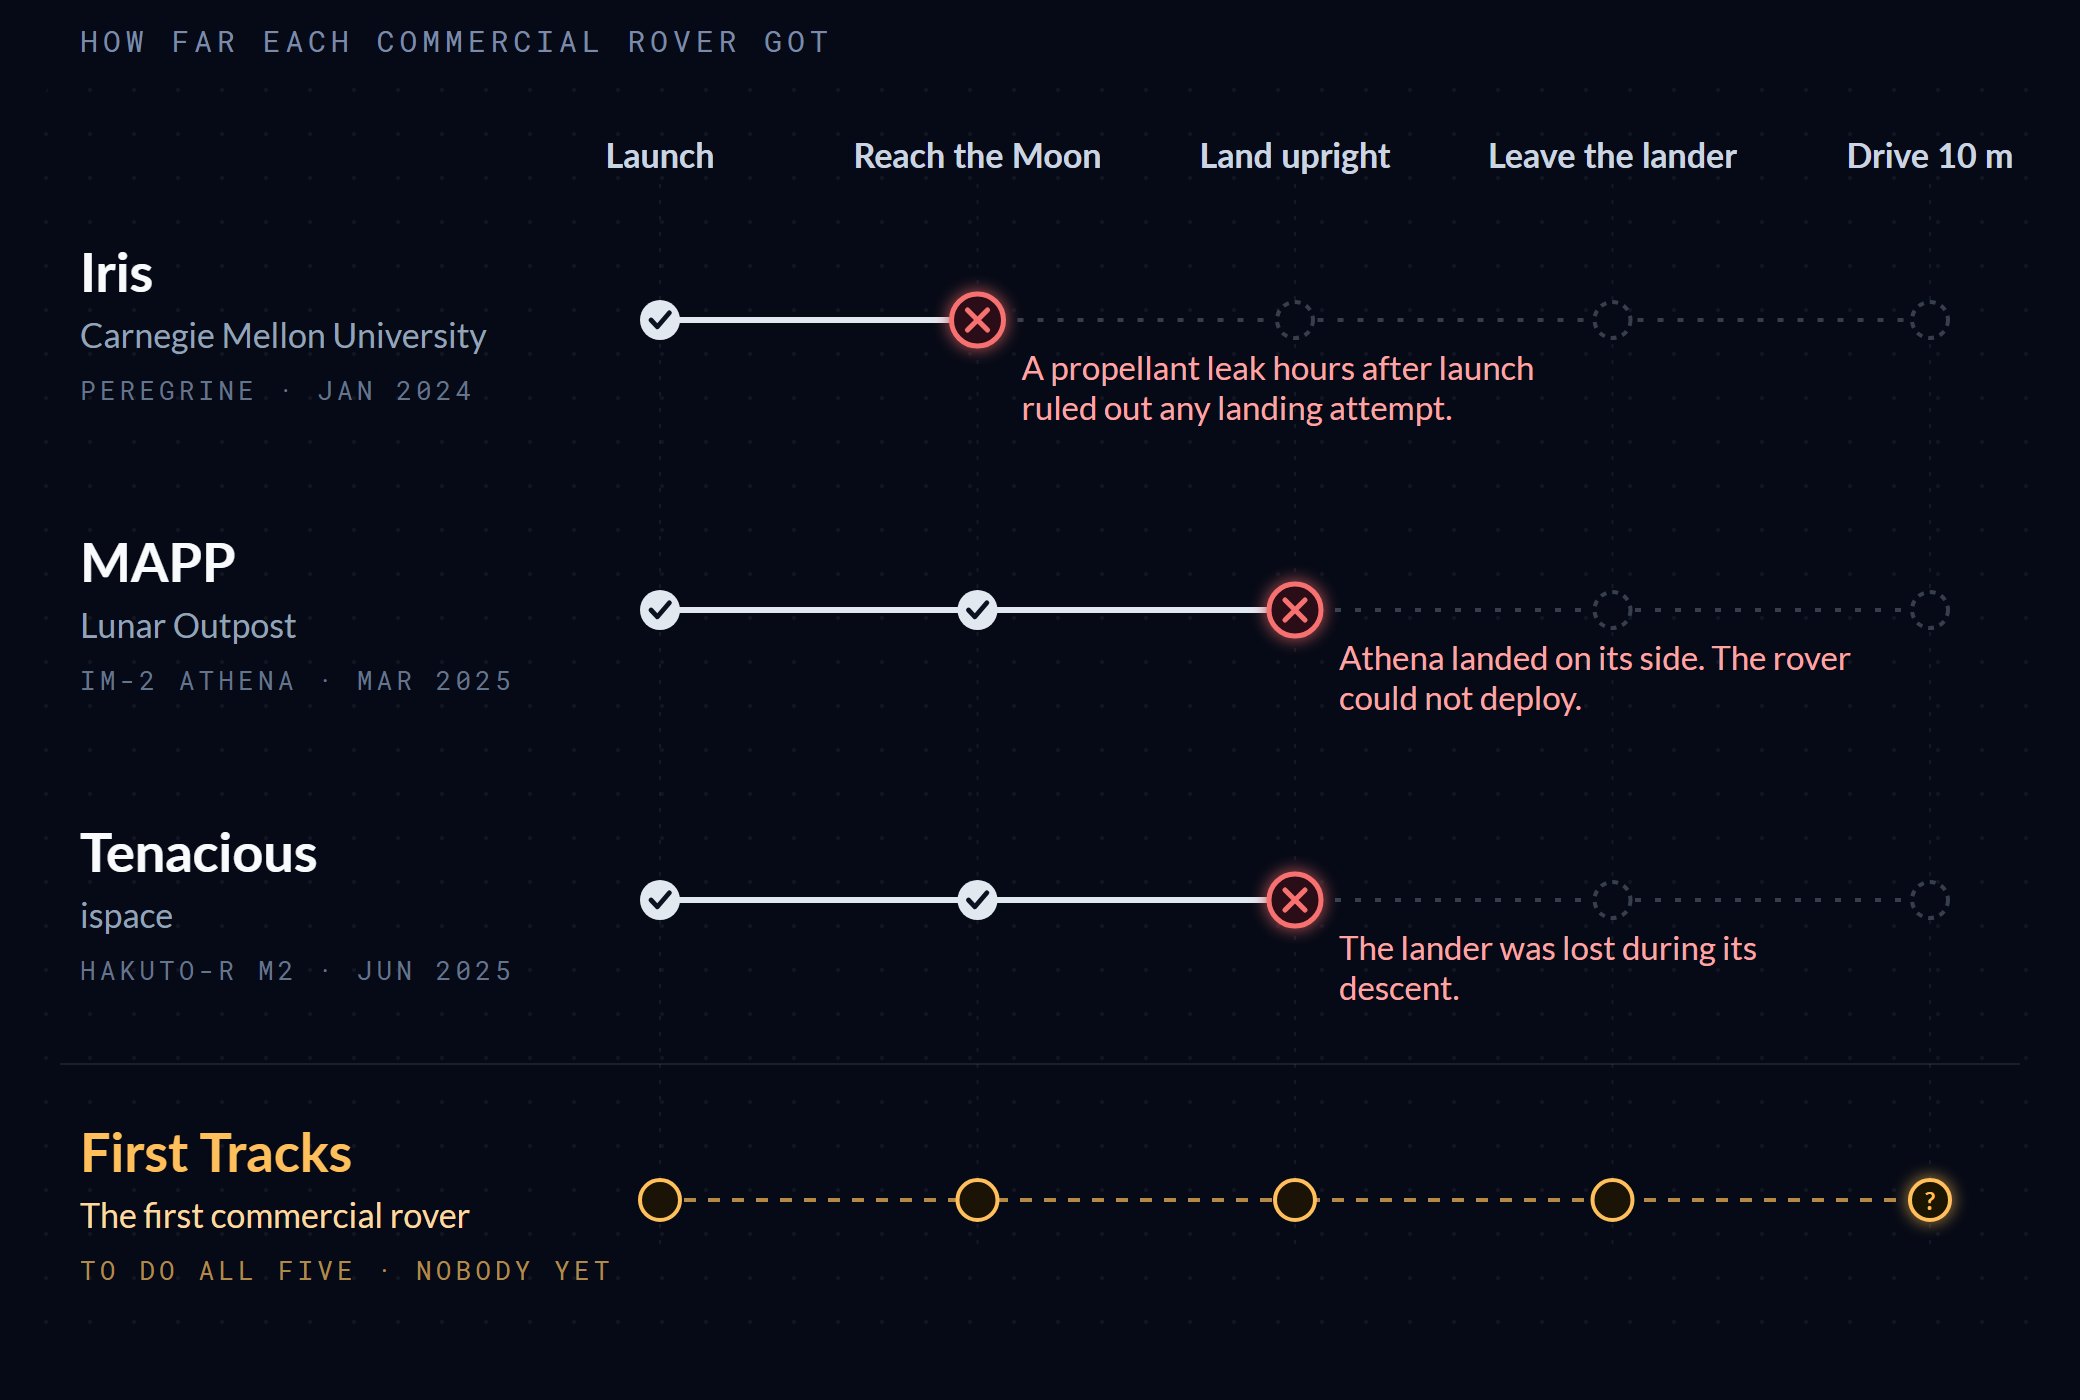 HOW FAR EACH COMMERCIAL ROVER GOT
Launch
Reach the Moon
Land upright
Leave the lander
Drive 10 m
Iris
Carnegie Mellon University
PEREGRINE · JAN 2024
A propellant leak hours after launch
ruled out any landing attempt.
MAPP
Lunar Outpost
IM-2 ATHENA · MAR 2025
Athena landed on its side. The rover
could not deploy.
Tenacious
ispace
HAKUTO-R M2 · JUN 2025
The lander was lost during its
descent.
First Tracks
The first commercial rover
TO DO ALL FIVE · NOBODY YET
?